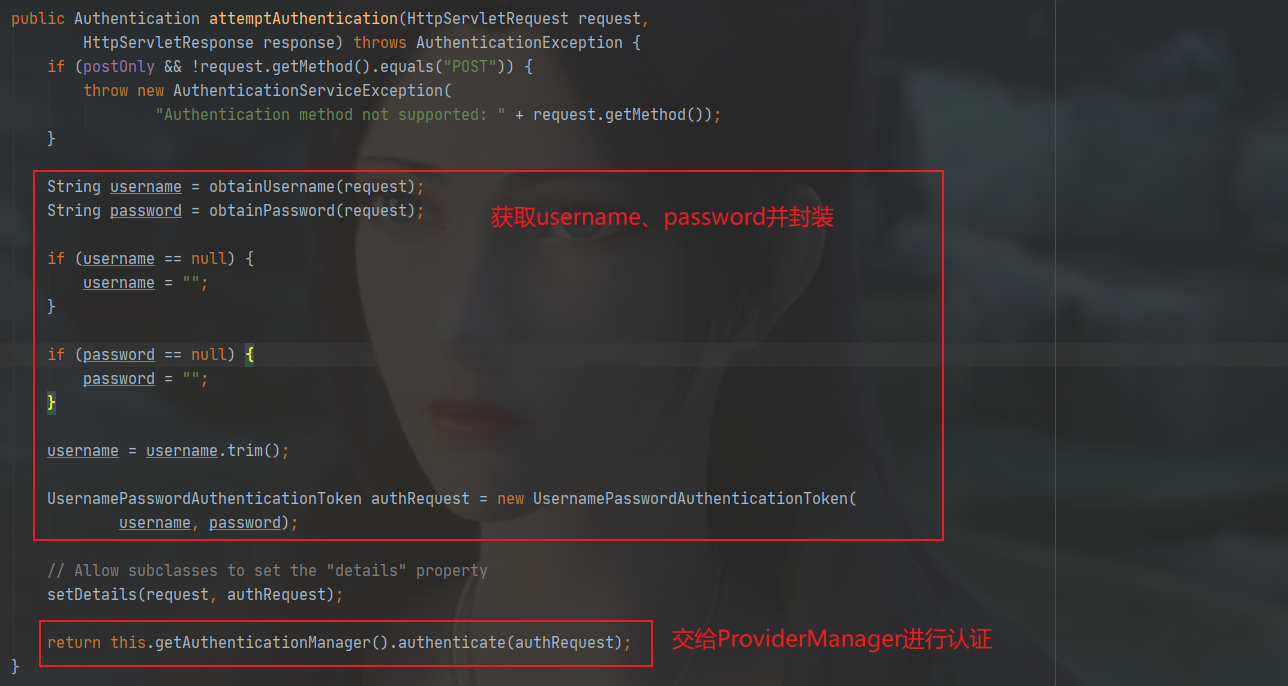 public Authentication attemptAuthentication(HttpServletRequest request,
HttpServletResponse response) throws AuthenticationException {
if (postOnly && !request.getMethod().equals("POST")) {
throw new AuthenticationServiceException(
"Authentication method not supported: " + request.getMethod());
}
String username = obtainUsername(request);
String password = obtainPassword(request);
获取username、password并封装
if (username == null) {
username = "";
}
if (password == null) {
password = "";
}
username = username.trim();
UsernamePasswordAuthenticationToken authRequest = new UsernamePasswordAuthenticationToken(
username, password);
// Allow subclasses to set the "details" property
setDetails(request, authRequest);
return this.getAuthenticationManager().authenticate(authRequest);
交给ProviderManager进行认证
}